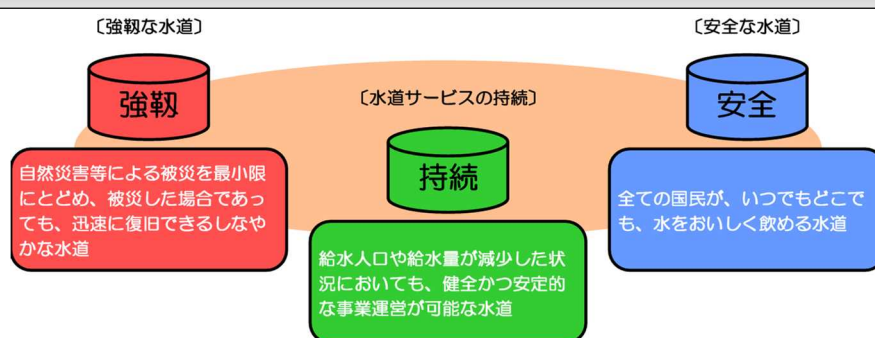 〔強靱な水道〕
強靱
自然災害等による被災を最小限
にとどめ、被災した場合であっ
ても、迅速に復旧できるしなや
かな水道
〔水道サービスの持続〕
持続
給水人口や給水量が減少した状
況においても、健全かつ安定的
な事業運営が可能な水道
〔安全な水道〕
安全
全ての国民が、いつでもどこで
も、水をおいしく飲める水道